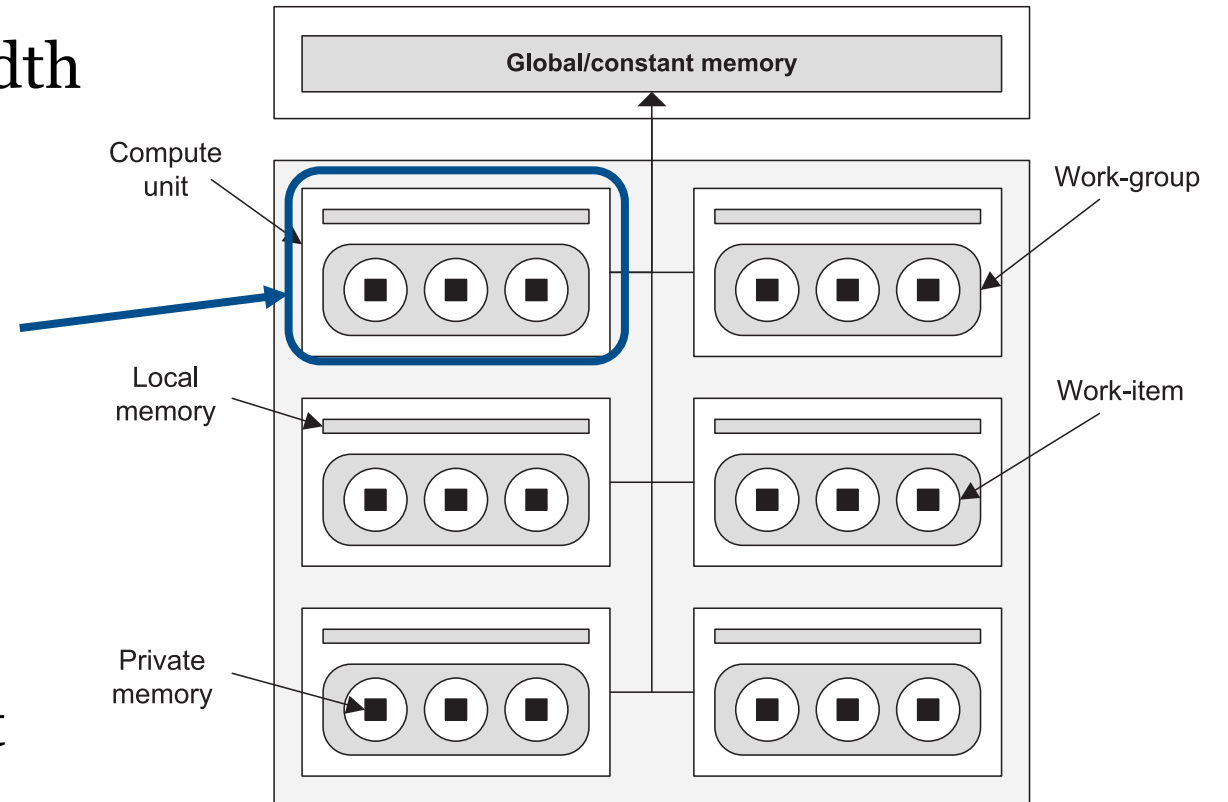 dth
Global/constant memory
Compute
unit
Work-group
Local
memory
Work-item
Private
memory
t